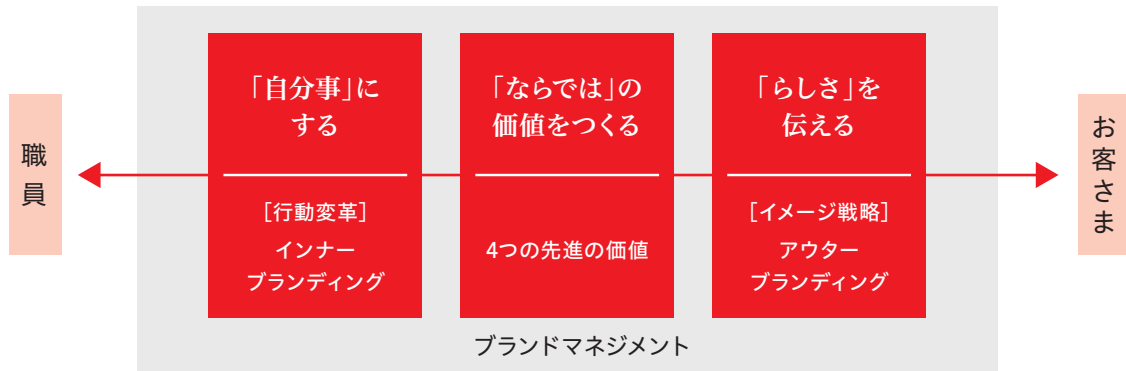 職員
「自分事」に
する
[行動変革]
インナー
ブランディング
「ならでは」の
価値をつくる
4つの先進の価値
「らしさ」を
伝える
[イメージ戦略]
アウター
ブランディング
お客さま
ブランドマネジメント